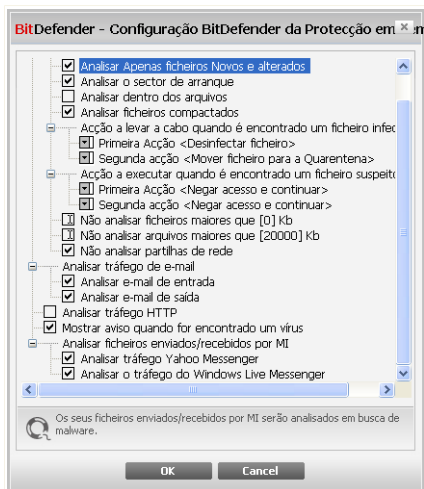 BitDefender - Configuração BitDefender da Protecção em
Analisar Apenas ficheiros Novos e alterados
Analisar o sector de arranque
Analisar dentro dos arquivos
Analisar ficheiros compactados
Acção a levar a cabo quando é encontrado um ficheiro infec
Primeira Acção <Desinfectar ficheiro>
Segunda acção <Mover ficheiro para a Quarentena>
Acção a executar quando é encontrado um ficheiro suspeito
Primeira Acção <Negar acesso e continuar>
Segunda acção <Negar acesso e continuar>
Não analisar ficheiros maiores que [0] Kb
Não analisar arquivos maiores que [20000] Kb
Não analisar partilhas de rede
Analisar tráfego de e-mail
Analisar e-mail de entrada
Analisar e-mail de saída
Analisar tráfego HTTP
Mostrar aviso quando for encontrado um vírus
Analisar ficheiros enviados/recebidos por MI
Analisar tráfego Yahoo Messenger
Analisar o tráfego do Windows Live Messenger
Os seus ficheiros enviados/recebidos por MI serão analisados em busca de
malware.
OK
Cancel